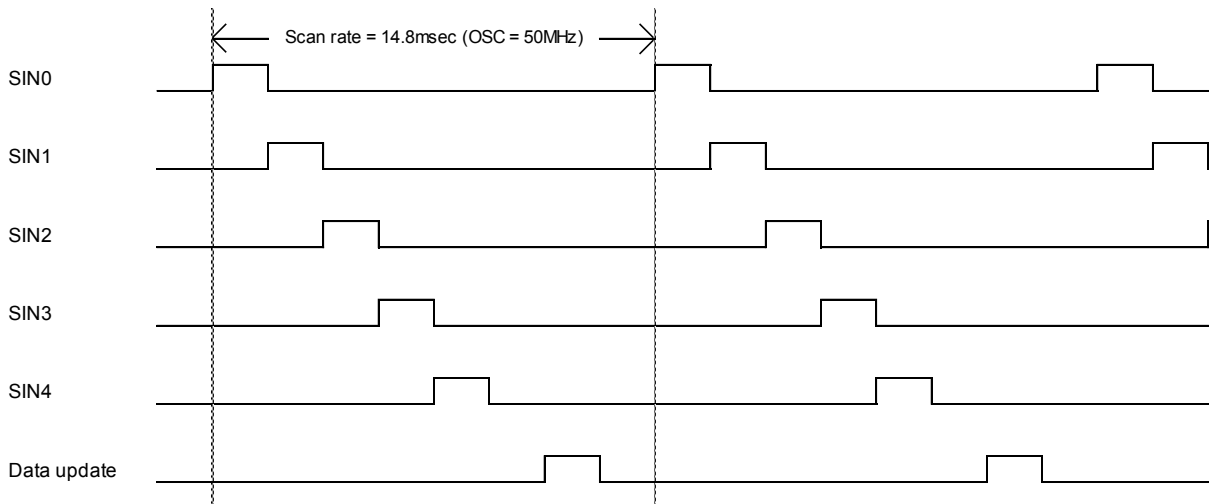 Scan rate = 14.8msec (OSC = 50MHz)
SIN0
SIN1
SIN2
SIN3
SIN4
Data update